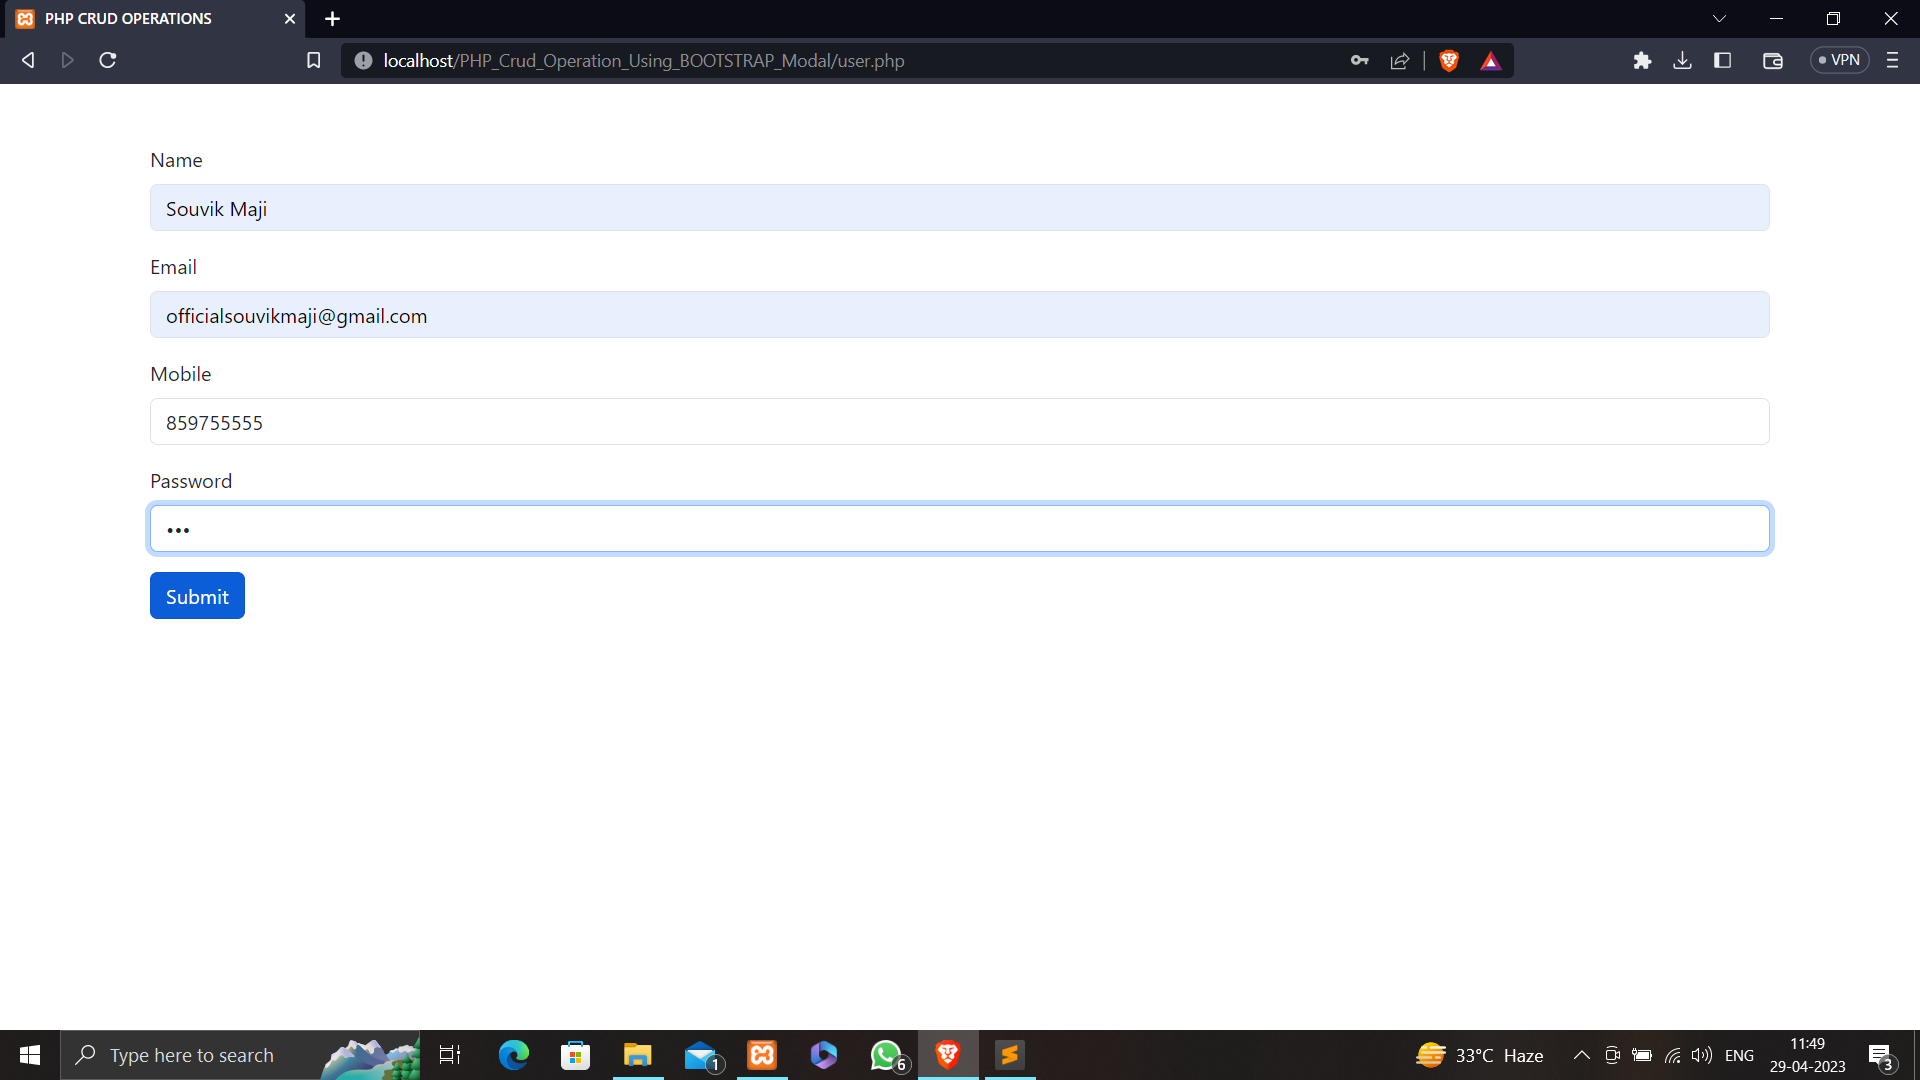 PHP CRUD OPERATIONS
localhost/PHP_Crud_Operation_Using_BOOTSTRAP_Modal/user.php
VPN
Name
Souvik Maji
Email
officialsouvikmaji@gmail.com
Mobile
859755555
Password
•••
Submit
Type here to search
1
6
33°C Haze
ENG
11:49
29-04-2023
3